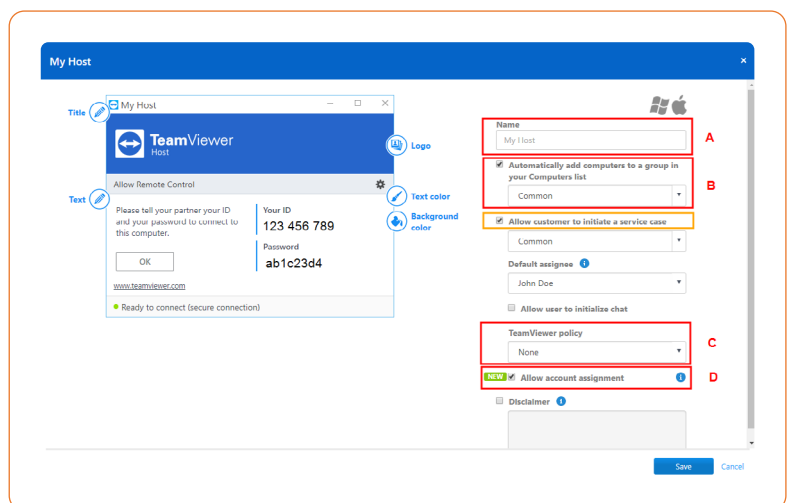 My Host
×
Title
My Host
TeamViewer
Host
Logo
Allow Remote Control
Text
Please tell your partner your ID
and your password to connect to
this computer.
OK
www.teamviewer.com
Your ID
123 456 789
Password
ab1c23d4
Ready to connect (secure connection)
Text color
Background
color
Name
My Host
A
Automatically add computers to a group in
your Computers list
Common
B
Allow customer to initiate a service case
Common
Default assignee
John Doe
Allow user to initialize chat
TeamViewer policy
None
C
NEW Allow account assignment
D
Disclaimer
Save Cancel